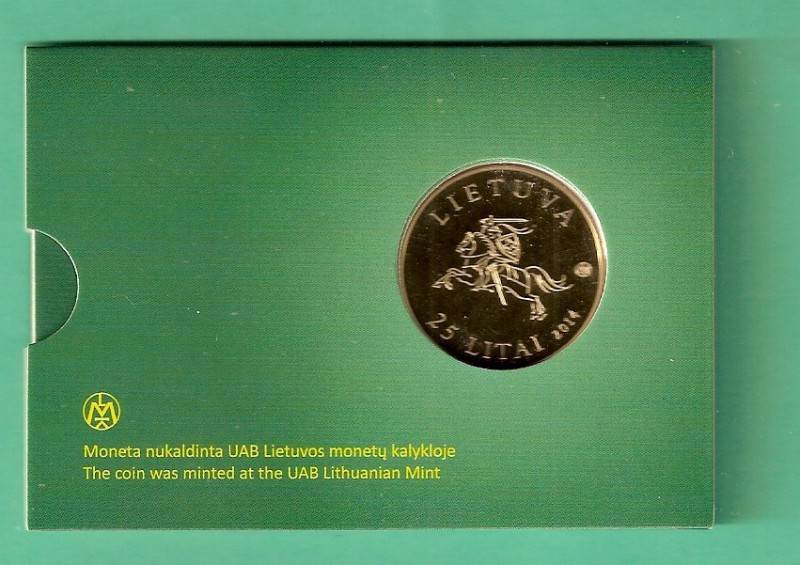 LIETUVA
25 LITAI 2014
LMK
Moneta nukaldinta UAB Lietuvos monetų kalykloje
The coin was minted at the UAB Lithuanian Mint